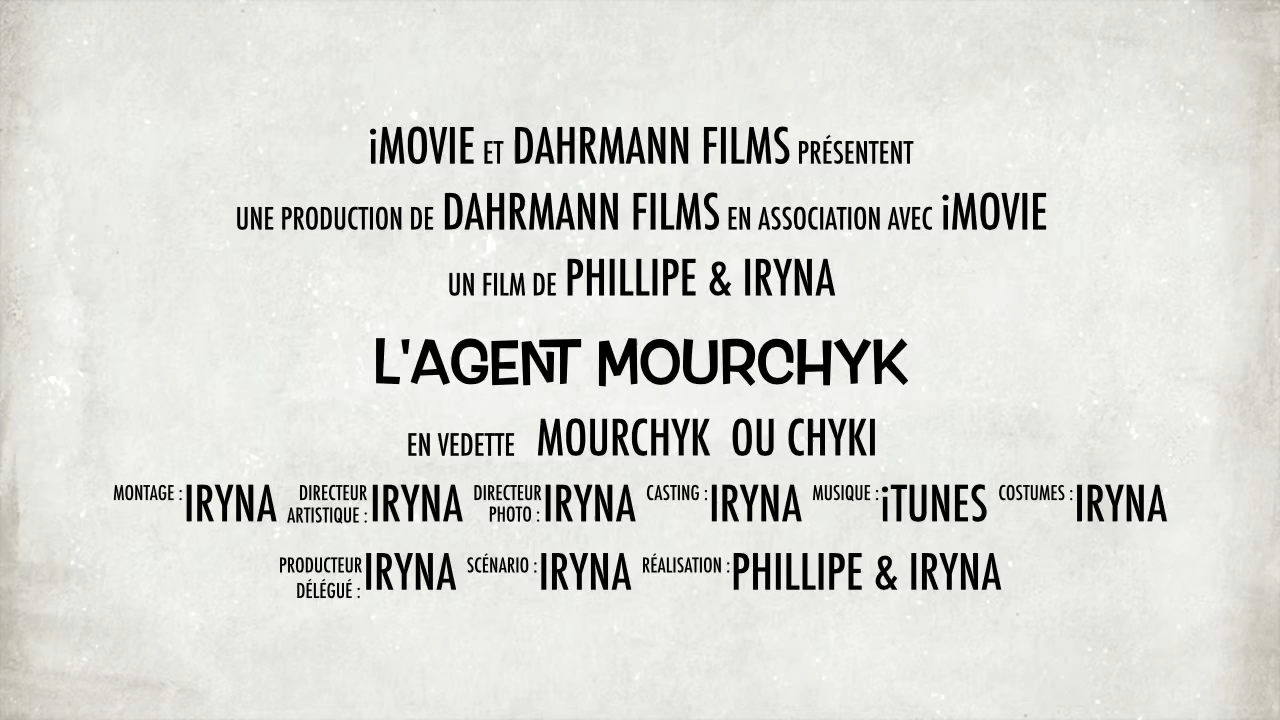 iMOVIE ET DAHRMANN FILMS PRÉSENTENT
UNE PRODUCTION DE DAHRMANN FILMS EN ASSOCIATION AVEC iMOVIE
UN FILM DE PHILLIPE & IRYNA
L'AGENT MOURCHYK
EN VEDETTE MOURCHYK OU CHYKI
MONTAGE : IRYNA DIRECTEUR ARTISTIQUE : IRYNA DIRECTEUR PHOTO : IRYNA CASTING : IRYNA MUSIQUE : iTUNES COSTUMES : IRYNA
PRODUCTEUR DÉLÉGUÉ : IRYNA SCÉNARIO : IRYNA RÉALISATION : PHILLIPE & IRYNA